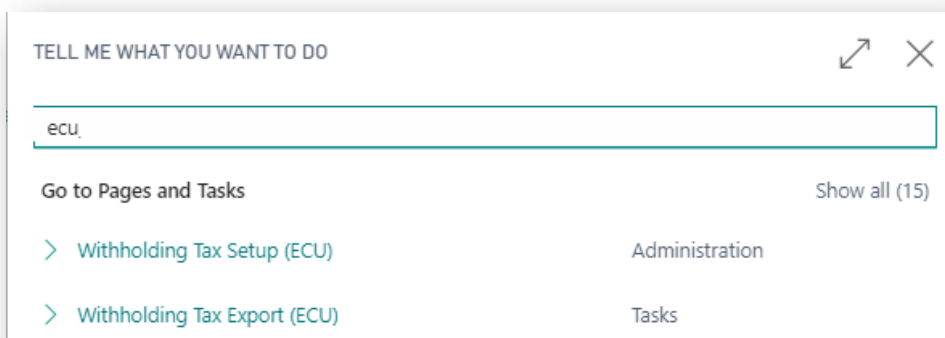 TELL ME WHAT YOU WANT TO DO
ecu
Go to Pages and Tasks Show all (15)
Withholding Tax Setup (ECU) Administration
Withholding Tax Export (ECU) Tasks